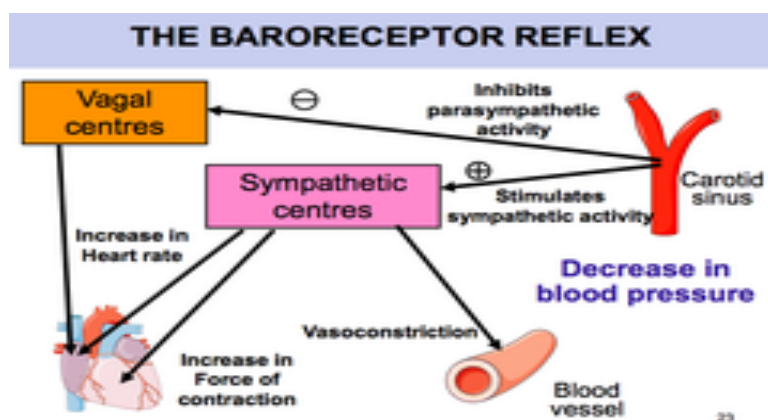 THE BARORECEPTOR REFLEX
Vagal
centres
⊖
Inhibits
parasympathetic
activity
Sympathetic
centres
⊕
Stimulates
sympathetic activity
Carotid
sinus
Increase in
Heart rate
Decrease in
blood pressure
Vasoconstriction
Increase in
Force of
contraction
Blood
vessel